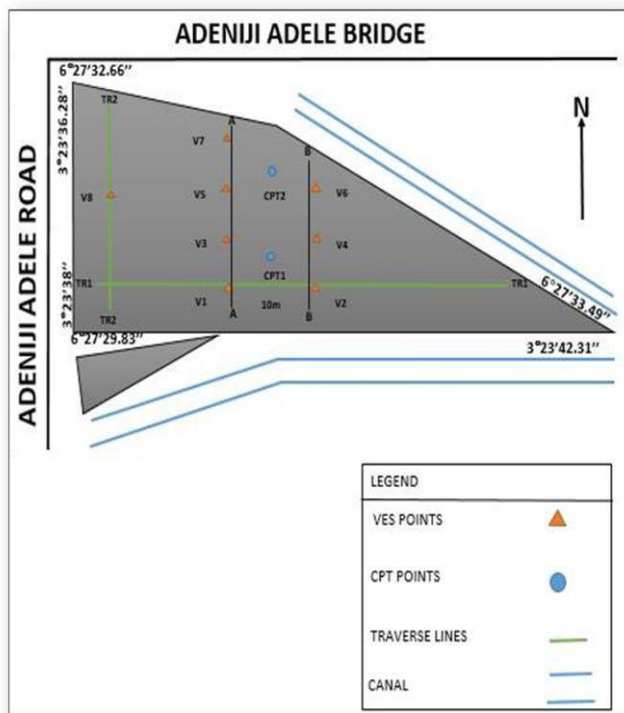 ADENIJI ADELE BRIDGE
ADENIJI ADELE ROAD
6°27'32.66''
3°23'36.28''
3°23'38''
6°27'29.83''
6°27'33.49''
3°23'42.31''
N
TR2
A
V7
B
V8
V5
CPT2
V6
V3
V4
CPT1
TR1
TR1
V1
10m
V2
TR2
A
B
LEGEND
VES POINTS
CPT POINTS
TRAVERSE LINES
CANAL